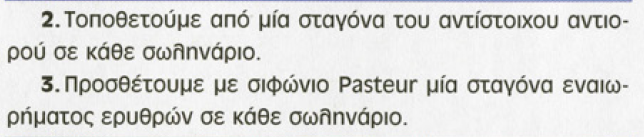 2. Τοποθετούμε από μία σταγόνα του αντίστοιχου αντιο-
ρού σε κάθε σωληνάριο.
3. Προσθέτουμε με σιφώνιο Pasteur μία σταγόνα εναιω-
ρήματος ερυθρών σε κάθε σωληνάριο.